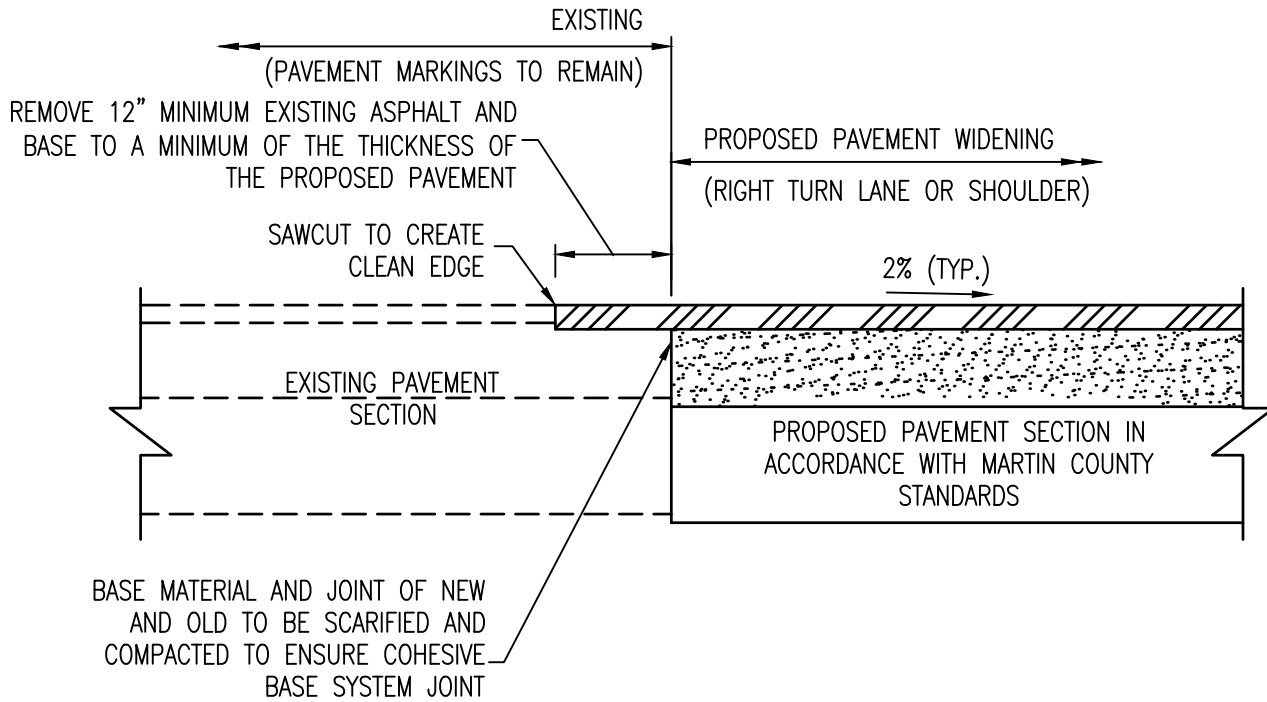 EXISTING
(PAVEMENT MARKINGS TO REMAIN)
REMOVE 12” MINIMUM EXISTING ASPHALT AND
BASE TO A MINIMUM OF THE THICKNESS OF
THE PROPOSED PAVEMENT
PROPOSED PAVEMENT WIDENING
(RIGHT TURN LANE OR SHOULDER)
SAWCUT TO CREATE
CLEAN EDGE
2% (TYP.)
EXISTING PAVEMENT
SECTION
PROPOSED PAVEMENT SECTION IN
ACCORDANCE WITH MARTIN COUNTY
STANDARDS
BASE MATERIAL AND JOINT OF NEW
AND OLD TO BE SCARIFIED AND
COMPACTED TO ENSURE COHESIVE
BASE SYSTEM JOINT